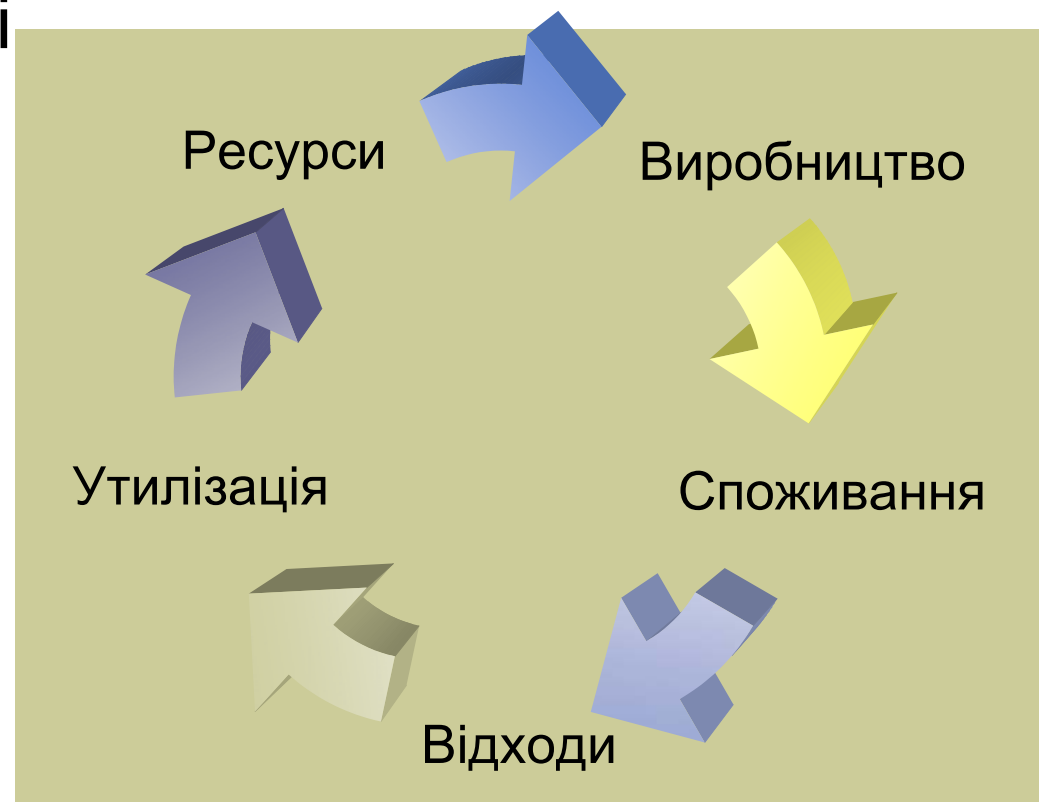 і
Ресурси
Виробництво
Утилізація
Споживання
Відходи